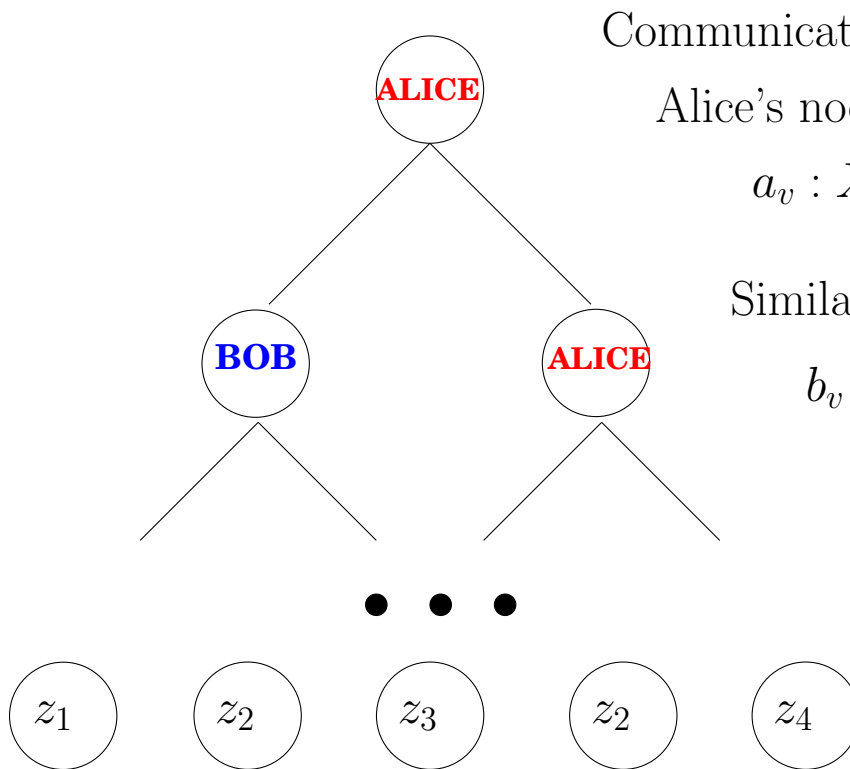 Communicat
ALICE
Alice's no
a_v :
Simila
BOB
ALICE
b_v
z_1 z_2 z_3 z_2 z_4